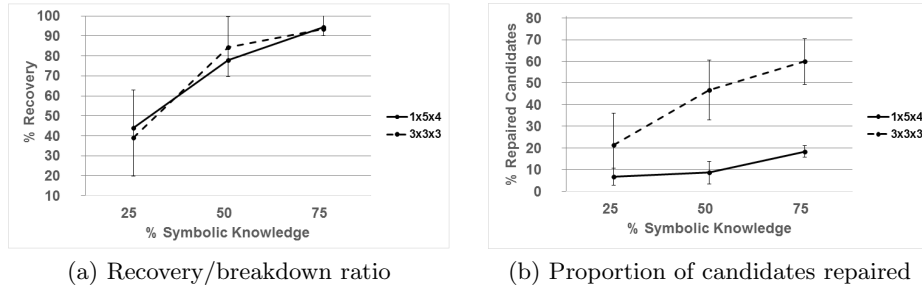 100
90
80
70
60
50
40
30
20
10
% Recovery
25 50 75
% Symbolic Knowledge
1x5x4
3x3x3
(a) Recovery/breakdown ratio
80
70
60
50
40
30
20
10
0
% Repaired Candidates
25 50 75
% Symbolic Knowledge
1x5x4
3x3x3
(b) Proportion of candidates repaired